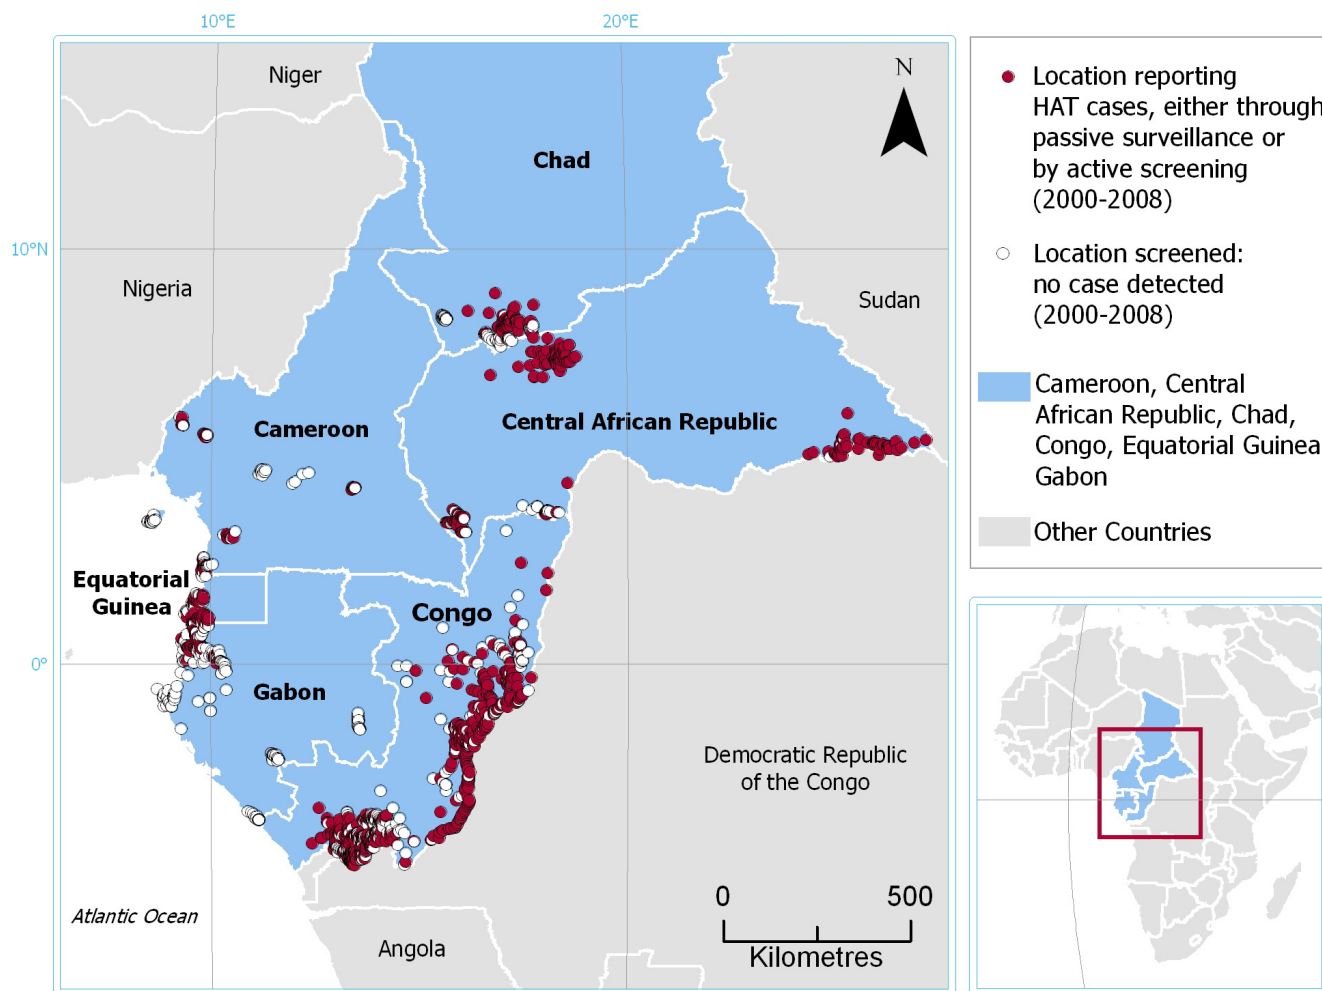 10°E
20°E
Niger
N
Chad
10°N
Nigeria
Sudan
Cameroon
Central African Republic
Equatorial
Guinea
Congo
0°
Gabon
Democratic Republic
of the Congo
0
500
Kilometres
Atlantic Ocean
Angola
Location reporting
HAT cases, either through
passive surveillance or
by active screening
(2000-2008)
Location screened:
no case detected
(2000-2008)
Cameroon, Central
African Republic, Chad,
Congo, Equatorial Guinea
Gabon
Other Countries